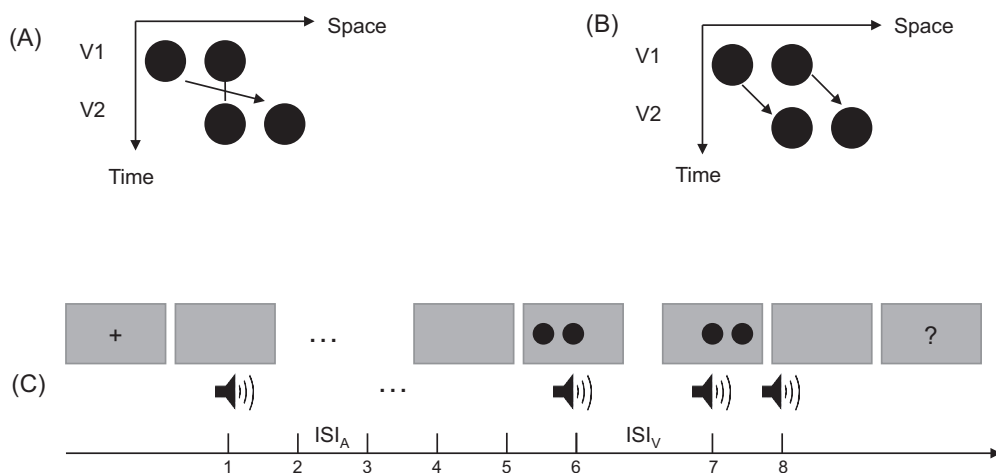 (A)
Space
V1
V2
Time
(B)
Space
V1
V2
Time
+
...
?
(C)
...
ISI_A
ISI_V
1 2 3 4 5 6 7 8